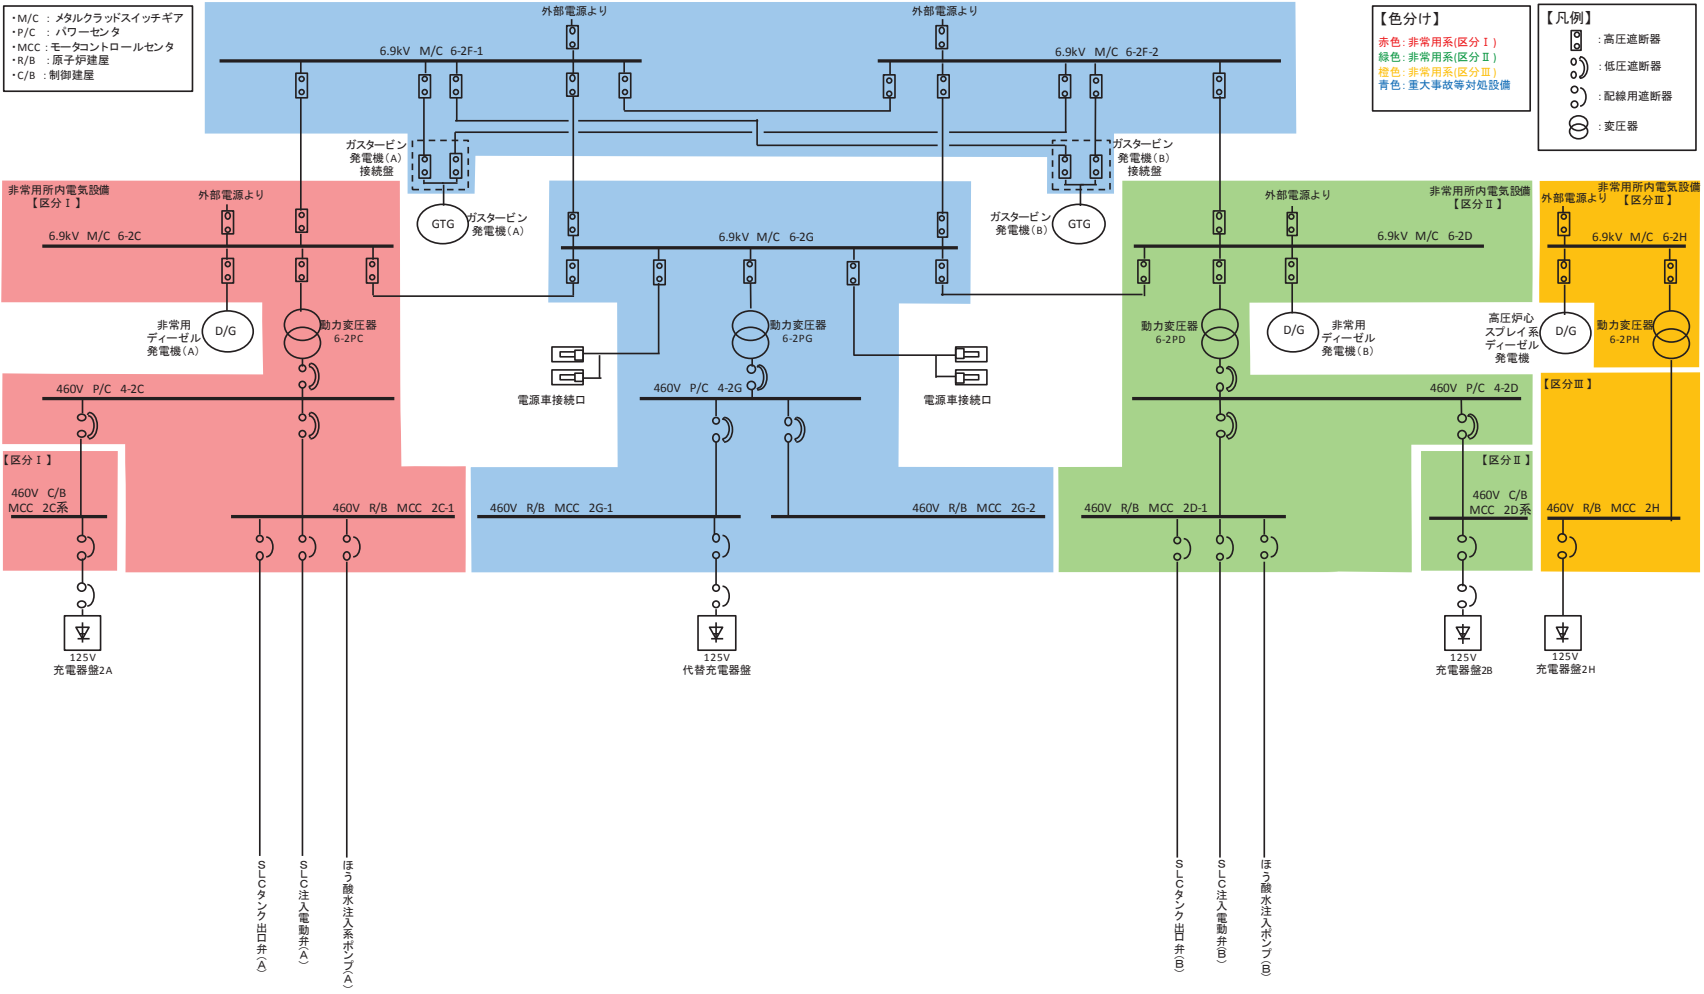 ・M/C ： メタルクラッドスイッチギア
・P/C ： パワーセンタ
・MCC ： モータコントロールセンタ
・R/B ： 原子炉建屋
・C/B ： 制御建屋
外部電源より
外部電源より
6.9kV M/C 6-2F-1
6.9kV M/C 6-2F-2
【色分け】
赤色：非常用系(区分Ⅰ)
緑色：非常用系(区分Ⅱ)
橙色：非常用系(区分Ⅲ)
青色：重大事故等対処設備
【凡例】
：高圧遮断器
：低圧遮断器
：配線用遮断器
：変圧器
ガスタービン
発電機(A)
接続盤
ガスタービン
発電機(B)
接続盤
非常用所内電気設備
【区分Ⅰ】
外部電源より
GTG
ガスタービン
発電機(A)
ガスタービン
発電機(B)
GTG
外部電源より
非常用所内電気設備
【区分Ⅱ】
非常用所内電気設備
【区分Ⅲ】
外部電源より
6.9kV M/C 6-2C
6.9kV M/C 6-2G
6.9kV M/C 6-2D
6.9kV M/C 6-2H
非常用
ディーゼル
発電機(A)
D/G
動力変圧器
6-2PC
動力変圧器
6-2PG
動力変圧器
6-2PD
D/G
非常用
ディーゼル
発電機(B)
高圧炉心
スプレイ系
ディーゼル
発電機
D/G
動力変圧器
6-2PH
電源車接続口
電源車接続口
460V P/C 4-2C
460V P/C 4-2G
460V P/C 4-2D
【区分Ⅲ】
【区分Ⅰ】
【区分Ⅱ】
460V C/B
MCC 2C系
460V R/B MCC 2C-1
460V R/B MCC 2G-1
460V R/B MCC 2G-2
460V R/B MCC 2D-1
460V C/B
MCC 2D系
460V R/B MCC 2H
125V
充電器盤2A
125V
代替充電器盤
125V
充電器盤2B
125V
充電器盤2H
SLCタンク出口弁(A)
SLC注入電動弁(A)
ほう酸水注入系ポンプ(A)
SLCタンク出口弁(B)
SLC注入電動弁(B)
ほう酸水注入ポンプ(B)